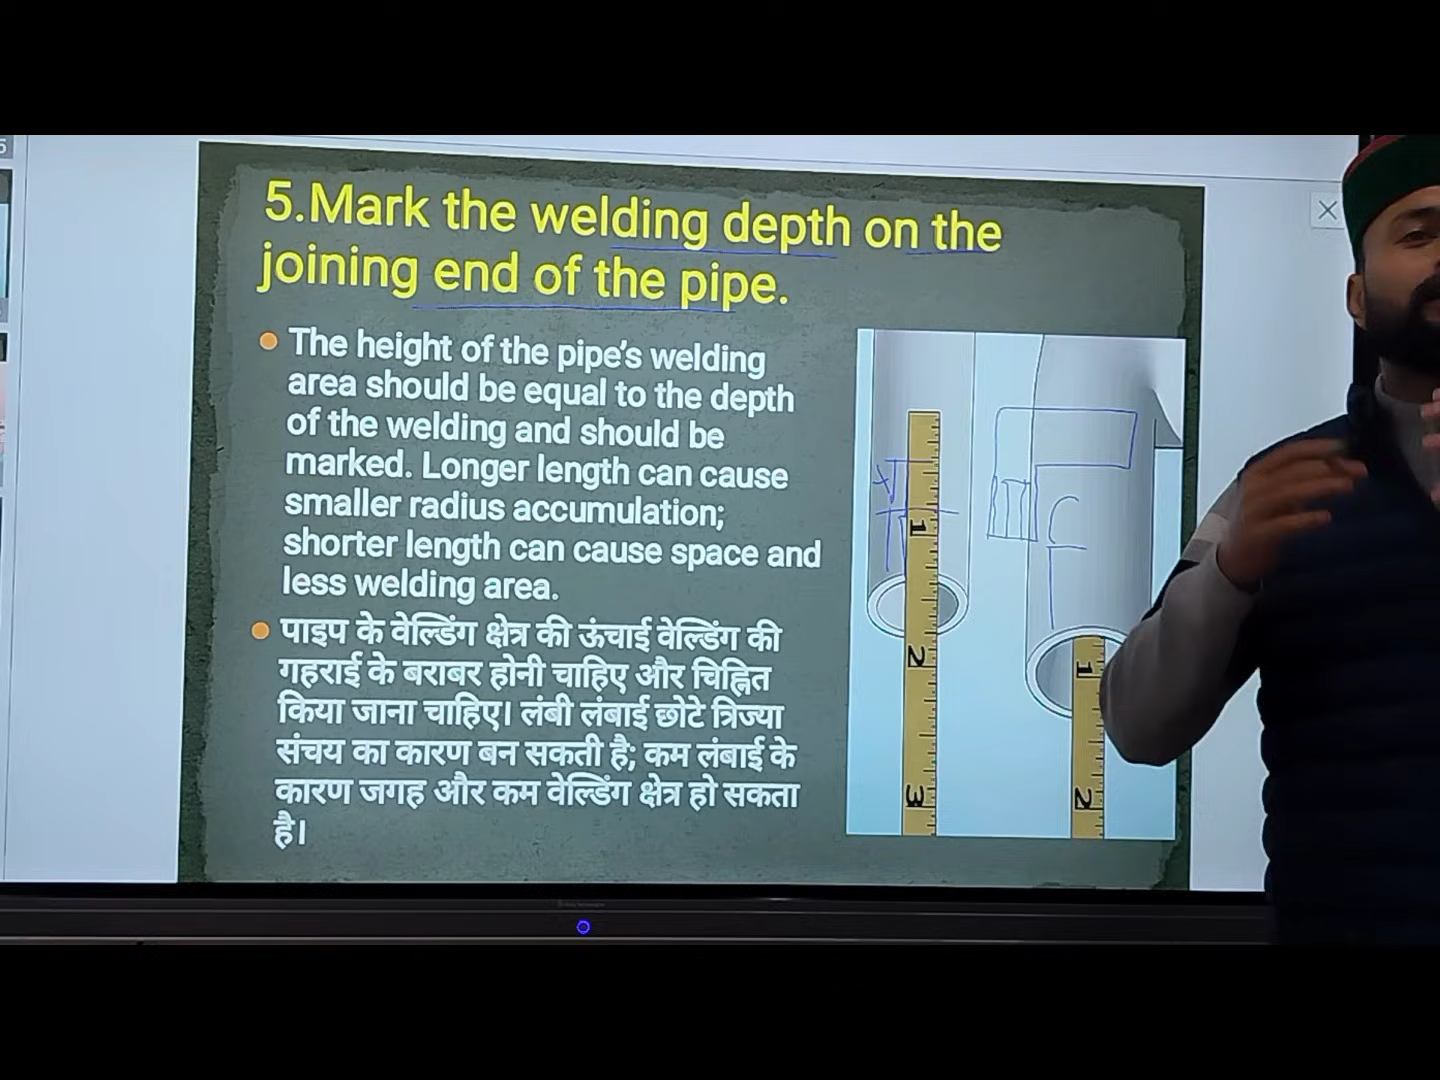 5.Mark the welding depth on the
joining end of the pipe.
The height of the pipe's welding
area should be equal to the depth
of the welding and should be
marked. Longer length can cause
smaller radius accumulation;
shorter length can cause space and
less welding area.
पाइप के वेल्डिंग क्षेत्र की ऊंचाई वेल्डिंग की
गहराई के बराबर होनी चाहिए और चिह्नित
किया जाना चाहिए। लंबी लंबाई छोटे त्रिज्या
संचय का कारण बन सकती है; कम लंबाई के
कारण जगह और कम वेल्डिंग क्षेत्र हो सकता
है।
1
2
3
1
2
5